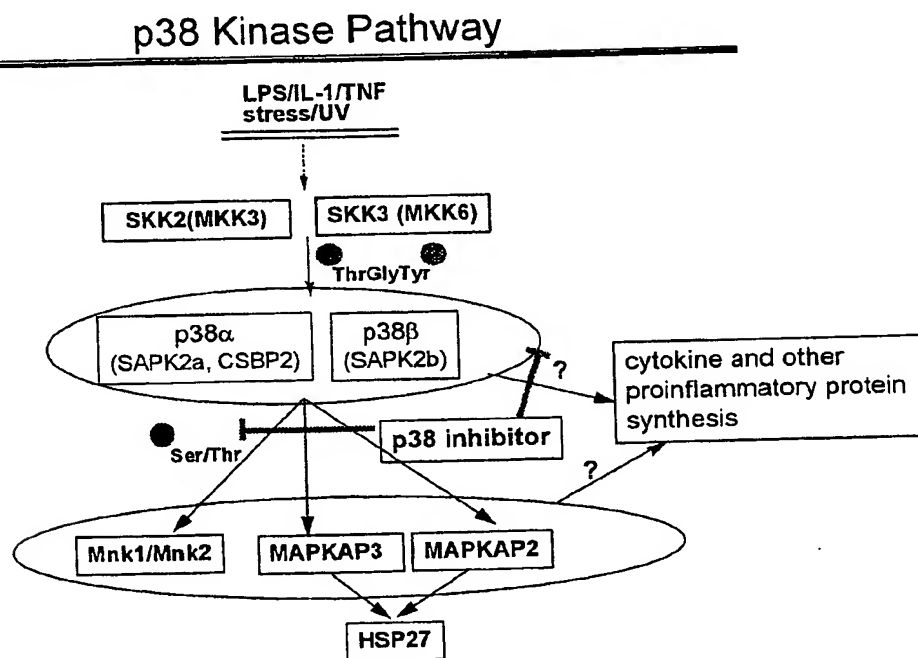 p38 Kinase Pathway
LPS/IL-1/TNF
stress/UV
SKK2(MKK3)
SKK3 (MKK6)
ThrGlyTyr
p38α
(SAPK2a, CSBP2)
p38β
(SAPK2b)
?
cytokine and other
proinflammatory protein
synthesis
p38 inhibitor
Ser/Thr
?
Mnk1/Mnk2
MAPKAP3
MAPKAP2
HSP27